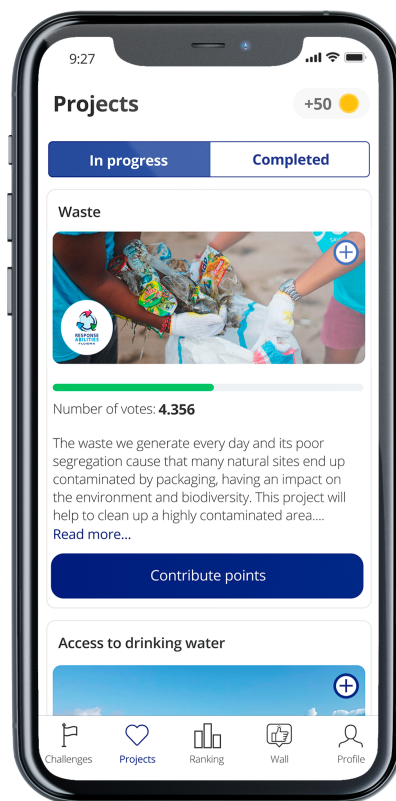 9:27
Projects
+50
In progress
Completed
Waste
RESPONSE
ABILITIES
FLUIDRA
Number of votes: 4.356
The waste we generate every day and its poor
segregation cause that many natural sites end up
contaminated by packaging, having an impact on
the environment and biodiversity. This project will
help to clean up a highly contaminated area....
Read more...
Contribute points
Access to drinking water
Challenges
Projects
Ranking
Wall
Profile